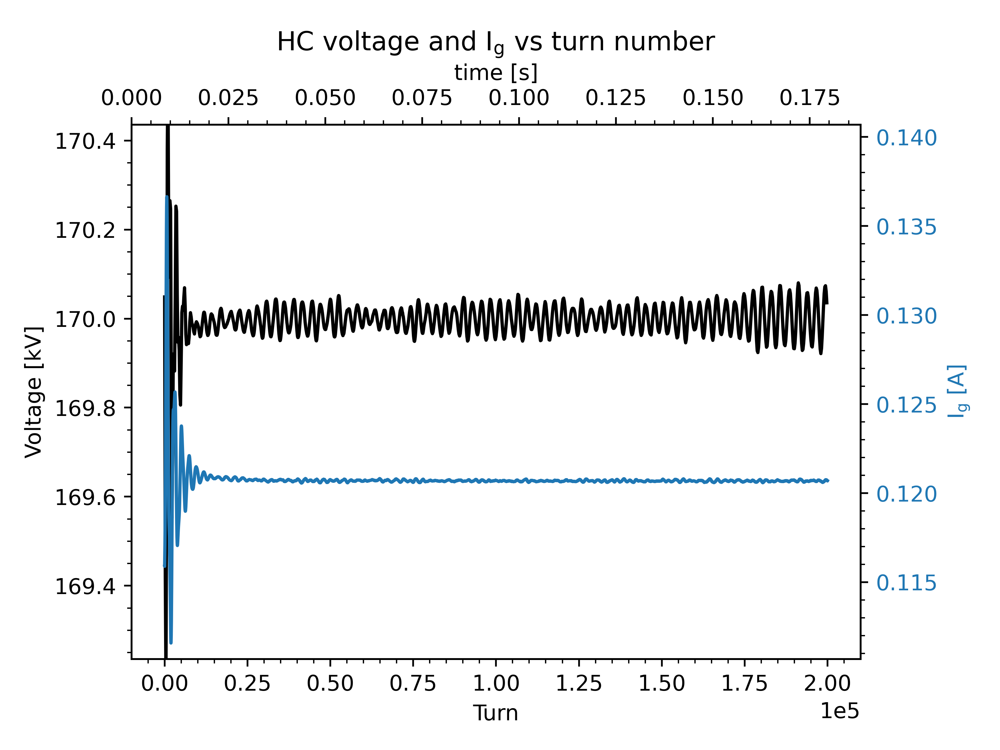 HC voltage and I_g vs turn number
time [s]
0.000 0.025 0.050 0.075 0.100 0.125 0.150 0.175
170.4
170.2
170.0
169.8
169.6
169.4
Voltage [kV]
0.140
0.135
0.130
0.125
0.120
0.115
I_g [A]
0.00 0.25 0.50 0.75 1.00 1.25 1.50 1.75 2.00
Turn
1e5